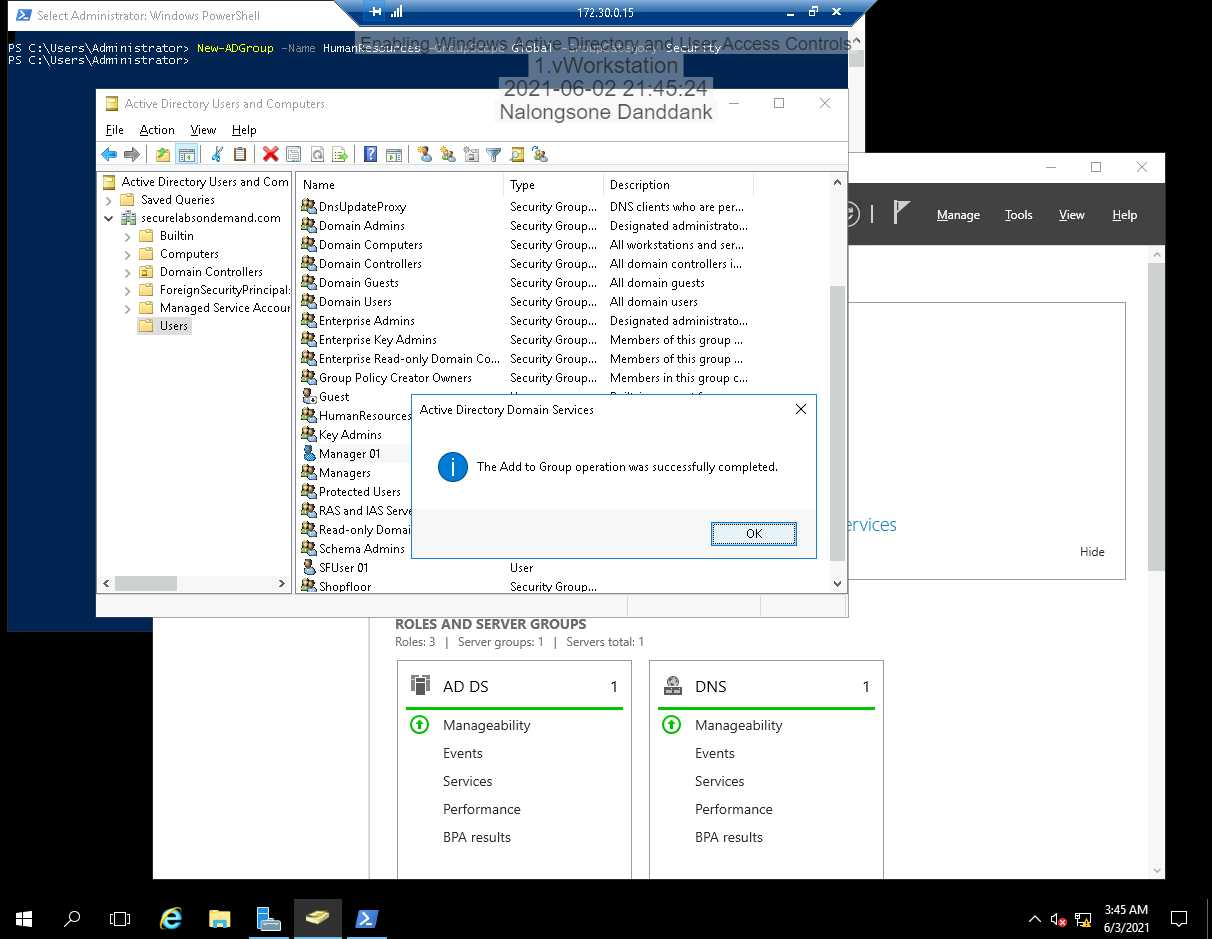 Select Administrator: Windows PowerShell
172.30.0.15
PS C:\Users\Administrator> New-ADGroup -Name HumanResources -GroupScope Global -GroupCategory Security
PS C:\Users\Administrator>
Enabling Windows Active Directory and User Access Controls
1.vWorkstation
2021-06-02 21:45:24
Nalongsone Danddank
Active Directory Users and Computers
File Action View Help
Active Directory Users and Com
Saved Queries
securelabsondemand.com
Builtin
Computers
Domain Controllers
ForeignSecurityPrincipal:
Managed Service Accour
Users
Name Type Description
DnsUpdateProxy Security Group... DNS clients who are per...
Domain Admins Security Group... Designated administrato...
Domain Computers Security Group... All workstations and ser...
Domain Controllers Security Group... All domain controllers i...
Domain Guests Security Group... All domain guests
Domain Users Security Group... All domain users
Enterprise Admins Security Group... Designated administrato...
Enterprise Key Admins Security Group... Members of this group ...
Enterprise Read-only Domain Co... Security Group... Members of this group ...
Group Policy Creator Owners Security Group... Members in this group c...
Guest
HumanResources
Key Admins
Manager 01
Managers
Protected Users
RAS and IAS Serve
Read-only Domai
Schema Admins
SFUser 01 User
Shopfloor Security Group...
Active Directory Domain Services
The Add to Group operation was successfully completed.
OK
Manage Tools View Help
ervices
Hide
ROLES AND SERVER GROUPS
Roles: 3 | Server groups: 1 | Servers total: 1
AD DS 1
Manageability
Events
Services
Performance
BPA results
DNS 1
Manageability
Events
Services
Performance
BPA results
3:45 AM
6/3/2021